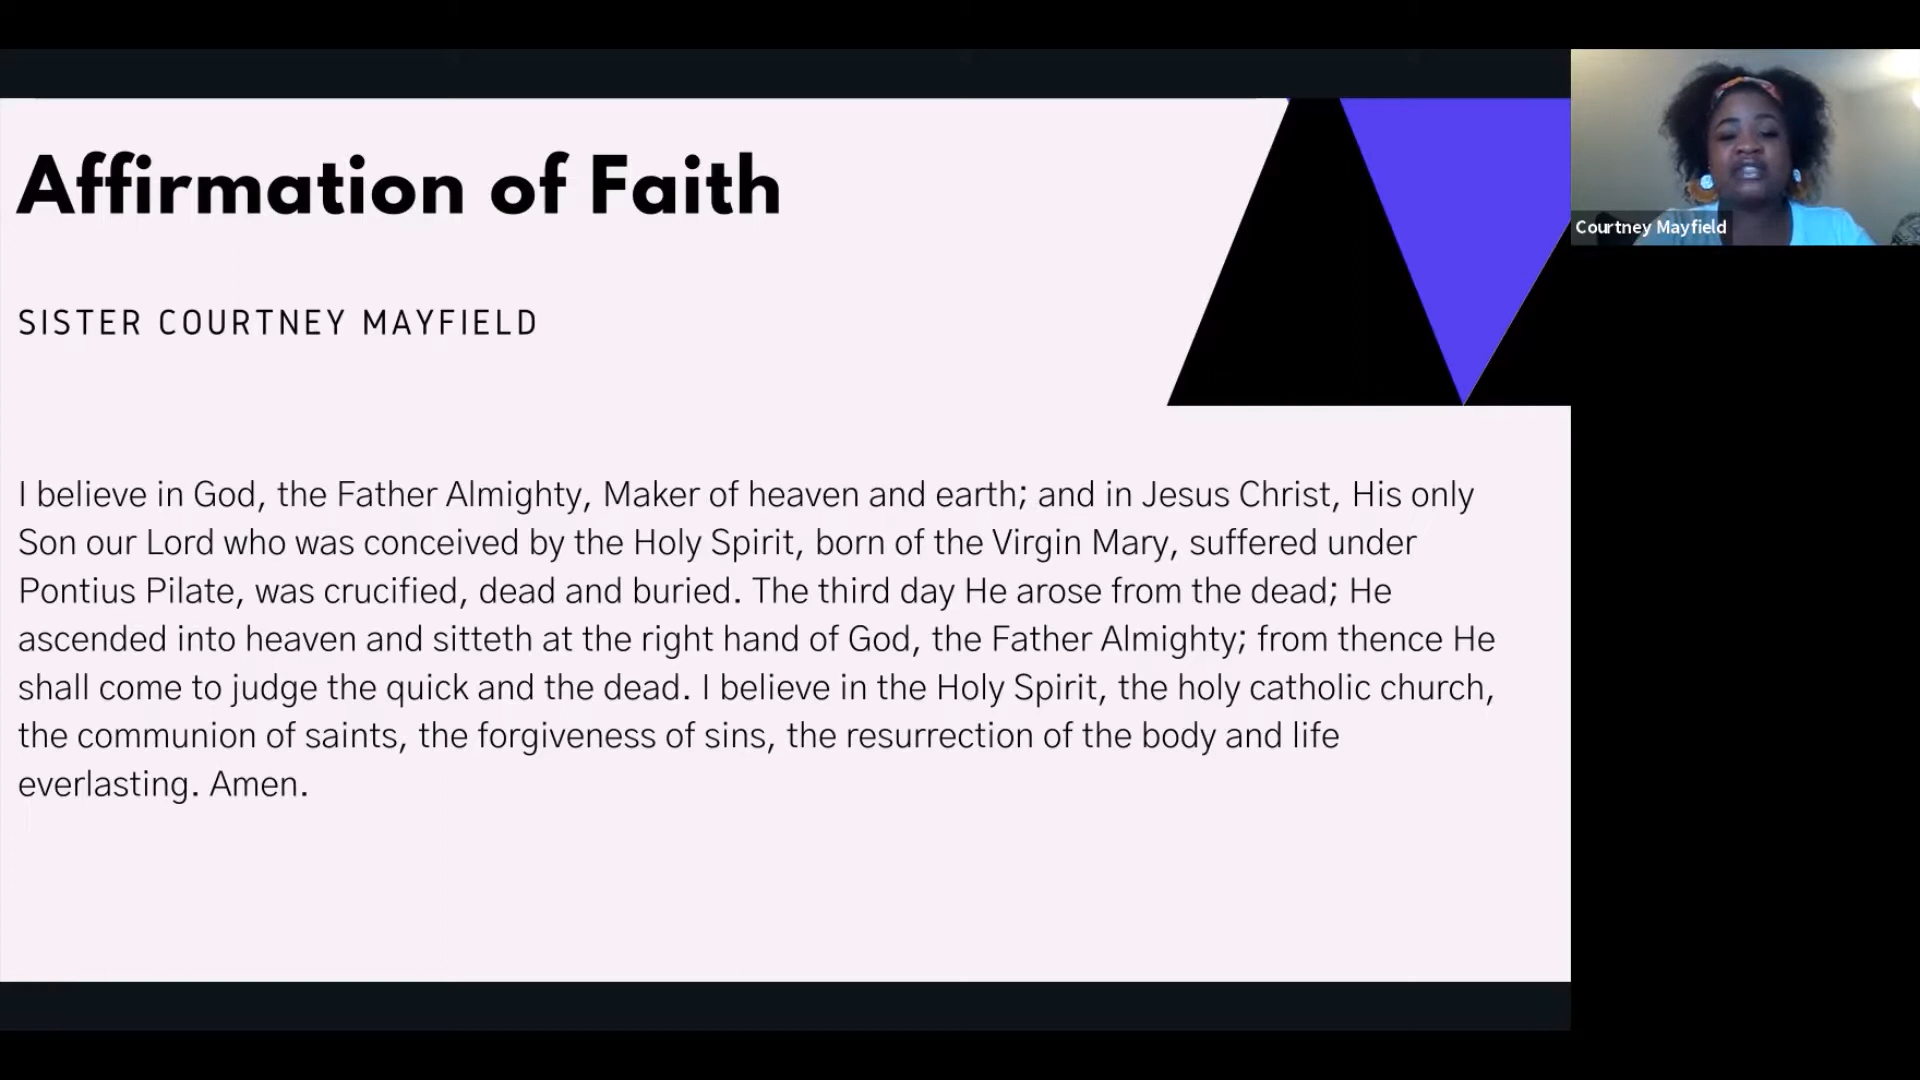 Affirmation of Faith
SISTER COURTNEY MAYFIELD
I believe in God, the Father Almighty, Maker of heaven and earth; and in Jesus Christ, His only
Son our Lord who was conceived by the Holy Spirit, born of the Virgin Mary, suffered under
Pontius Pilate, was crucified, dead and buried. The third day He arose from the dead; He
ascended into heaven and sitteth at the right hand of God, the Father Almighty; from thence He
shall come to judge the quick and the dead. I believe in the Holy Spirit, the holy catholic church,
the communion of saints, the forgiveness of sins, the resurrection of the body and life
everlasting. Amen.
Courtney Mayfield